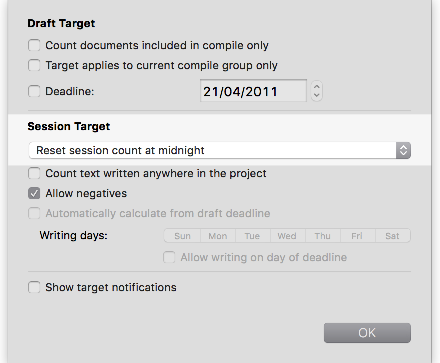 Draft Target
Count documents included in compile only
Target applies to current compile group only
Deadline: 21/04/2011
Session Target
Reset session count at midnight
Count text written anywhere in the project
Allow negatives
Automatically calculate from draft deadline
Writing days: Sun Mon Tue Wed Thu Fri Sat
Allow writing on day of deadline
Show target notifications
OK